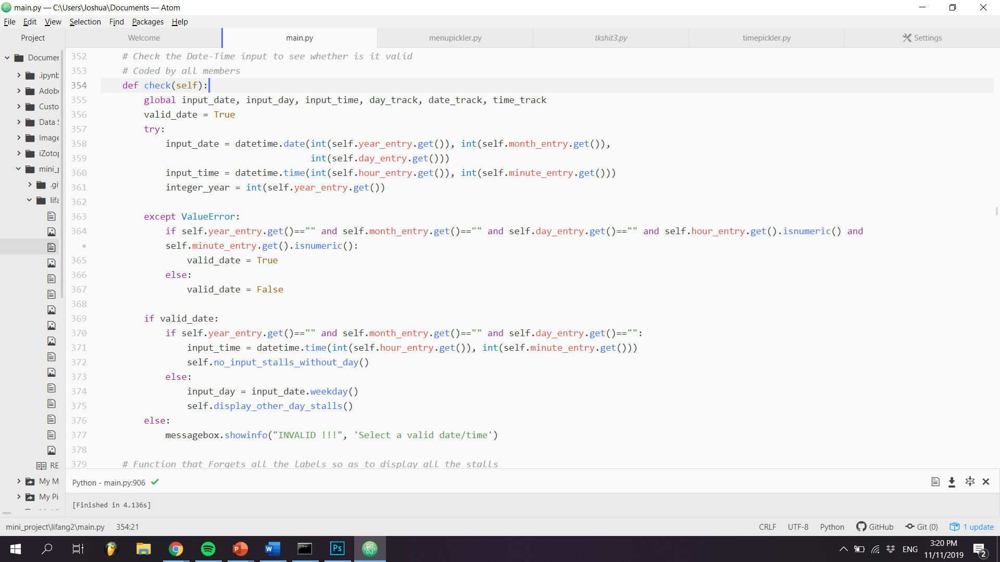 main.py — C:\Users\Joshua\Documents — Atom
File Edit View Selection Find Packages Help
Project
Welcome
main.py
menupickler.py
tkshit3.py
timepickler.py
Settings
Documen
.ipynb
Adob
Custo
Data S
Image
iZotop
mini_p
.gi
lifa
RE
My M
My Pi
352 # Check the Date-Time input to see whether is it valid
353 # Coded by all members
354 def check(self):
355 global input_date, input_day, input_time, day_track, date_track, time_track
356 valid_date = True
357 try:
358 input_date = datetime.date(int(self.year_entry.get()), int(self.month_entry.get()),
359 int(self.day_entry.get()))
360 input_time = datetime.time(int(self.hour_entry.get()), int(self.minute_entry.get()))
361 integer_year = int(self.year_entry.get())
362
363 except ValueError:
364 if self.year_entry.get()=="" and self.month_entry.get()=="" and self.day_entry.get()=="" and self.hour_entry.get().isnumeric() and
• self.minute_entry.get().isnumeric():
365 valid_date = True
366 else:
367 valid_date = False
368
369 if valid_date:
370 if self.year_entry.get()=="" and self.month_entry.get()=="" and self.day_entry.get()=="":
371 input_time = datetime.time(int(self.hour_entry.get()), int(self.minute_entry.get()))
372 self.no_input_stalls_without_day()
373 else:
374 input_day = input_date.weekday()
375 self.display_other_day_stalls()
376 else:
377 messagebox.showinfo("INVALID !!!", 'Select a valid date/time')
378
379 # Function that Forgets all the labels so as to display all the stalls
Python - main.py:906
[Finished in 4.136s]
mini_project\lifang2\main.py 354:21
CRLF UTF-8 Python GitHub Git (0) 1 update
ENG
3:20 PM
11/11/2019
2